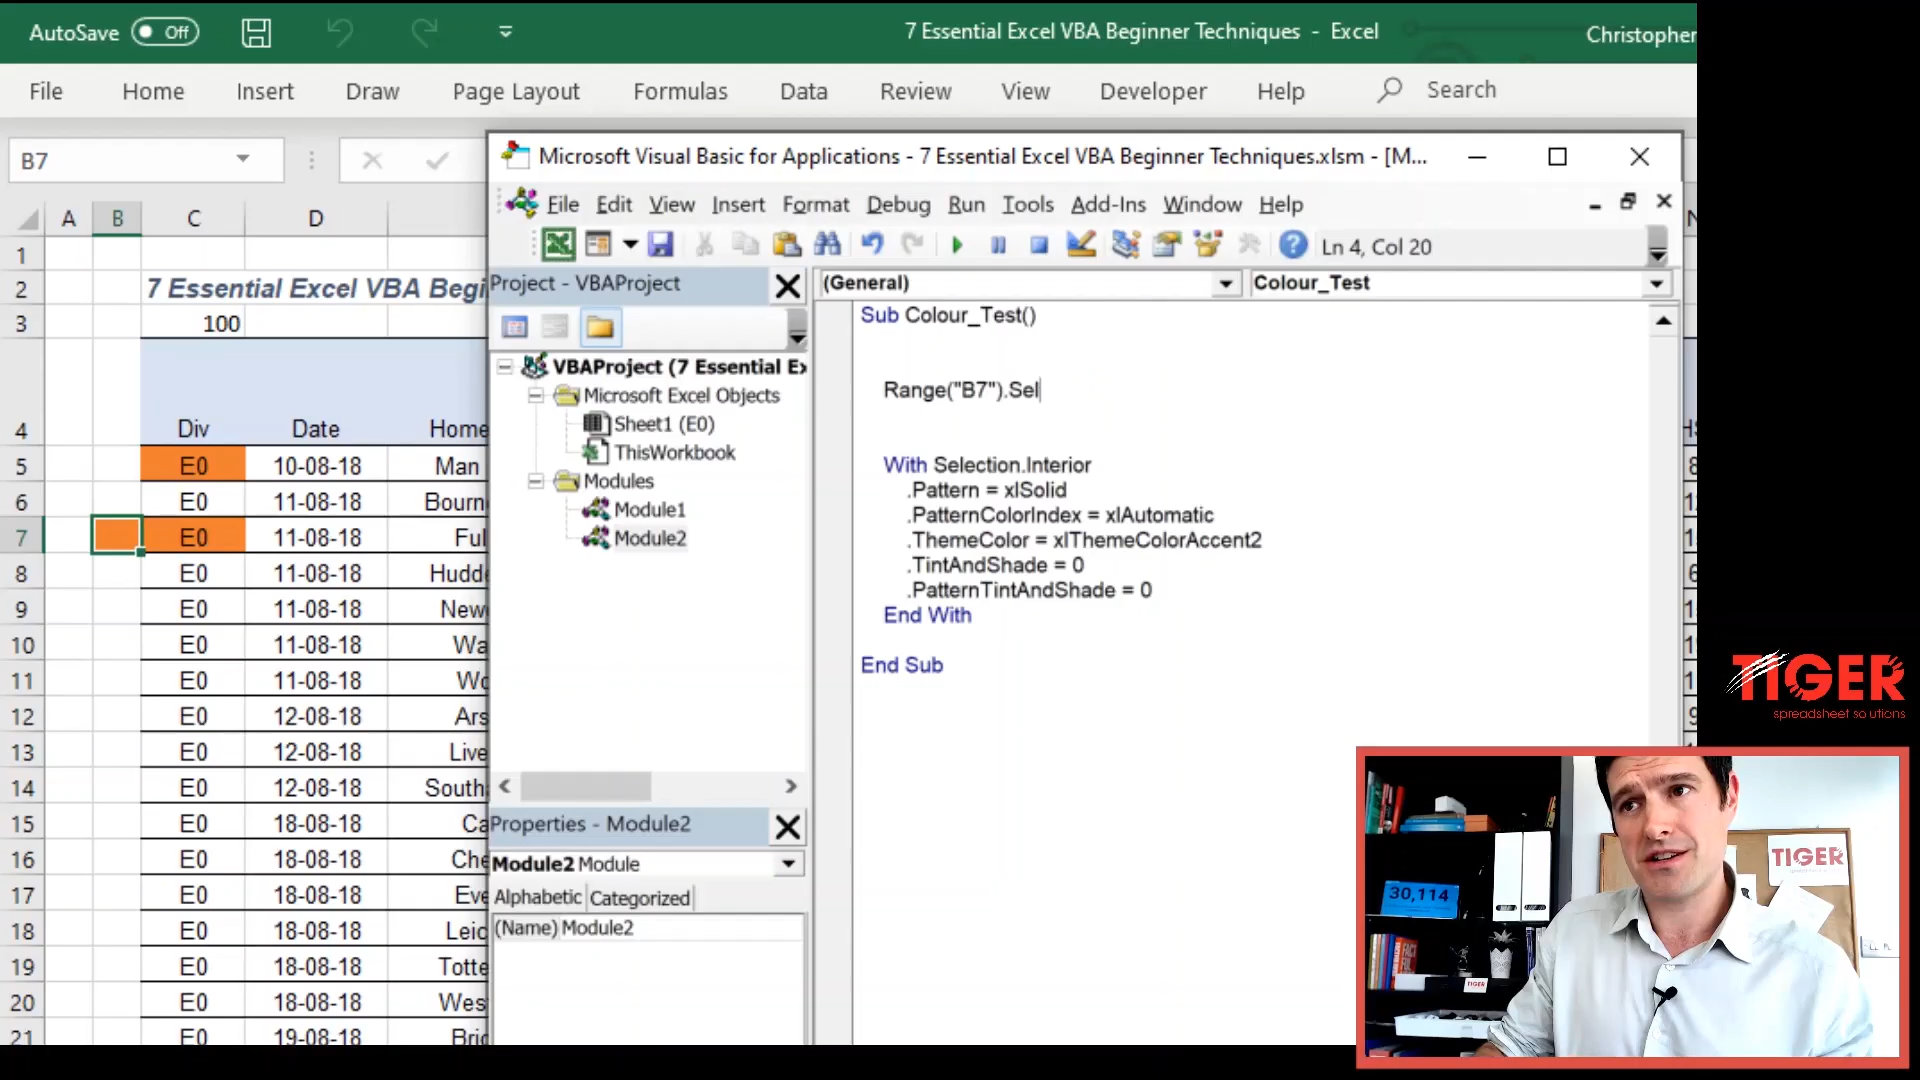 AutoSave Off
7 Essential Excel VBA Beginner Techniques - Excel
Christopher
File Home Insert Draw Page Layout Formulas Data Review View Developer Help Search
B7
Microsoft Visual Basic for Applications - 7 Essential Excel VBA Beginner Techniques.xlsm - [M...
File Edit View Insert Format Debug Run Tools Add-Ins Window Help
Ln 4, Col 20
Project - VBAProject
VBAProject (7 Essential Ex
Microsoft Excel Objects
Sheet1 (E0)
ThisWorkbook
Modules
Module1
Module2
Properties - Module2
Module2 Module
Alphabetic Categorized
(Name) Module2
(General)
Colour_Test
Sub Colour_Test()
Range("B7").Sel
With Selection.Interior
.Pattern = xlSolid
.PatternColorIndex = xlAutomatic
.ThemeColor = xlThemeColorAccent2
.TintAndShade = 0
.PatternTintAndShade = 0
End With
End Sub
A B C D
1
2 7 Essential Excel VBA Begi
3 100
4 Div Date Home
5 E0 10-08-18 Man
6 E0 11-08-18 Bourn
7 E0 11-08-18 Ful
8 E0 11-08-18 Hudde
9 E0 11-08-18 Newc
10 E0 11-08-18 Wa
11 E0 11-08-18 Wo
12 E0 12-08-18 Ars
13 E0 12-08-18 Live
14 E0 12-08-18 South
15 E0 18-08-18 Ca
16 E0 18-08-18 Che
17 E0 18-08-18 Eve
18 E0 18-08-18 Leic
19 E0 18-08-18 Totte
20 E0 18-08-18 Wes
21 E0 19-08-18 Brig
TIGER
spreadsheet solutions
30,114
TIGER
TIGER